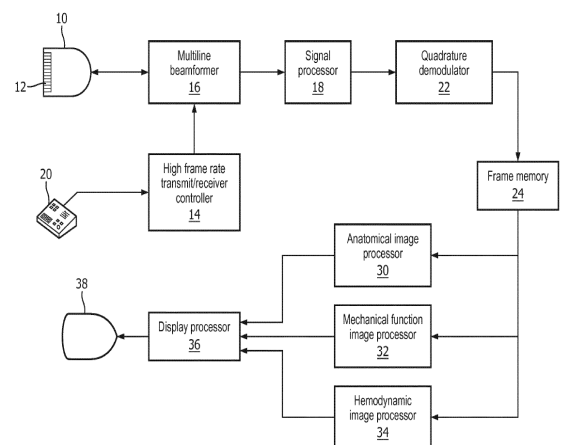 10
12
Multiline
beamformer
16
Signal
processor
18
Quadrature
demodulator
22
20
High frame rate
transmit/receiver
controller
14
Frame memory
24
Anatomical image
processor
30
38
Display processor
36
Mechanical function
image processor
32
Hemodynamic
image processor
34